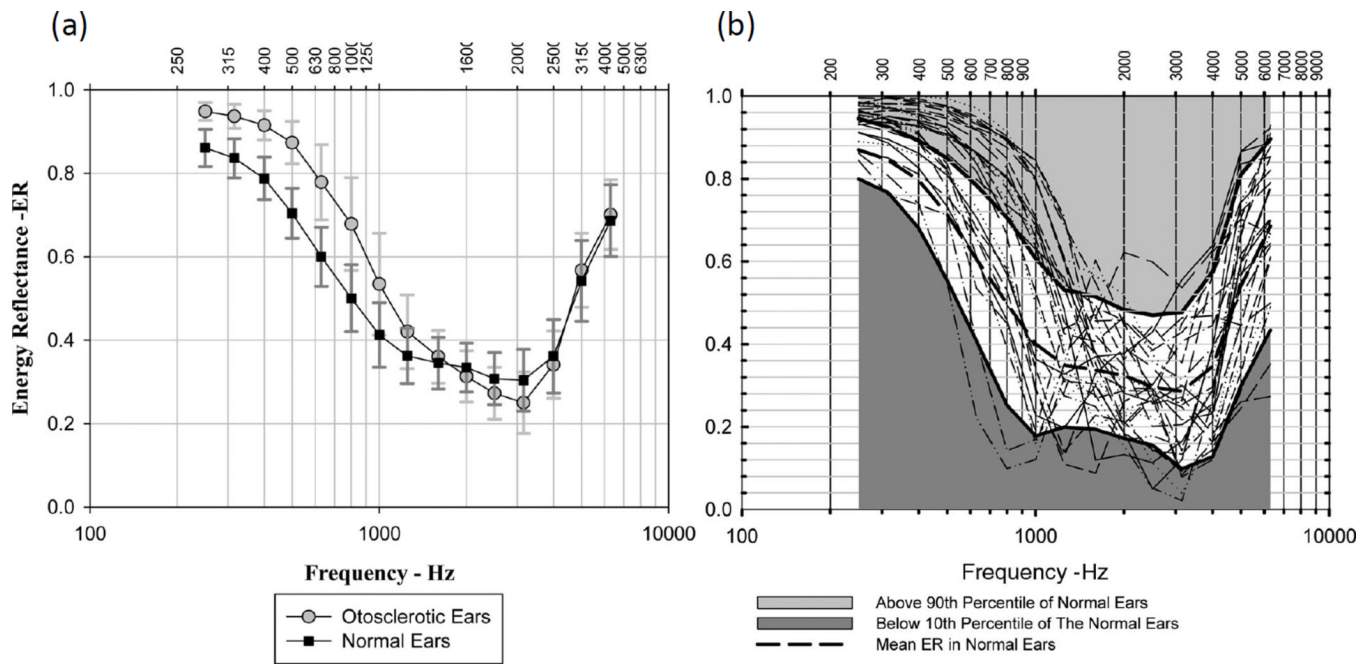 (a)
250 315 400 500 630 800 1000 1250 1600 2000 2500 3150 4000 5000 6300
1.0
0.8
0.6
0.4
0.2
0.0
Energy Reflectance -ER
100 1000 10000
Frequency - Hz
Otosclerotic Ears
Normal Ears
(b)
200 300 400 500 600 700 800 900 2000 3000 4000 5000 6000 7000 8000 9000
1.0
0.8
0.6
0.4
0.2
0.0
100 1000 10000
Frequency -Hz
Above 90th Percentile of Normal Ears
Below 10th Percentile of The Normal Ears
Mean ER in Normal Ears